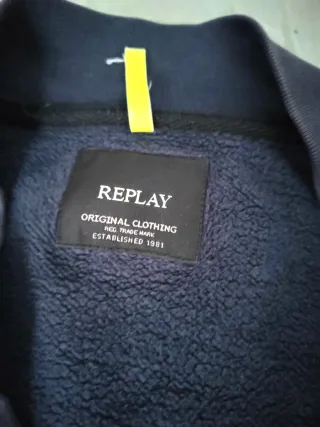 REPLAY
ORIGINAL CLOTHING
REG. TRADE MARK
ESTABLISHED 1981